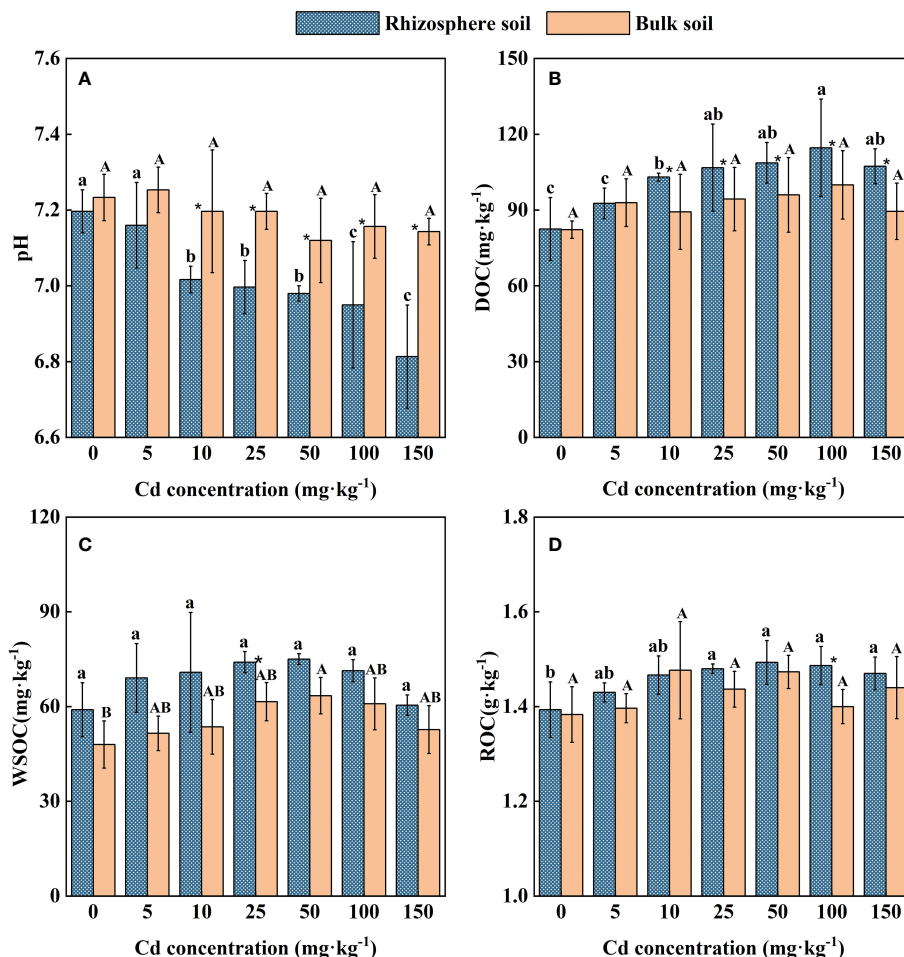 Rhizosphere soil Bulk soil
A
7.6
7.4
7.2
7.0
6.8
6.6
pH
a A a A b * A b * A b * A c * A c * A
0 5 10 25 50 100 150
Cd concentration (mg·kg⁻¹)
B
150
120
90
60
30
0
DOC(mg·kg⁻¹)
c A c A b * A ab * A ab * A a * A ab * A
0 5 10 25 50 100 150
Cd concentration (mg·kg⁻¹)
C
120
90
60
30
0
WSOC(mg·kg⁻¹)
a B a AB a AB a * AB a A a AB a AB
0 5 10 25 50 100 150
Cd concentration (mg·kg⁻¹)
D
1.8
1.6
1.4
1.2
1.0
ROC(g·kg⁻¹)
b A ab A ab A a A a A a * A a A
0 5 10 25 50 100 150
Cd concentration (mg·kg⁻¹)